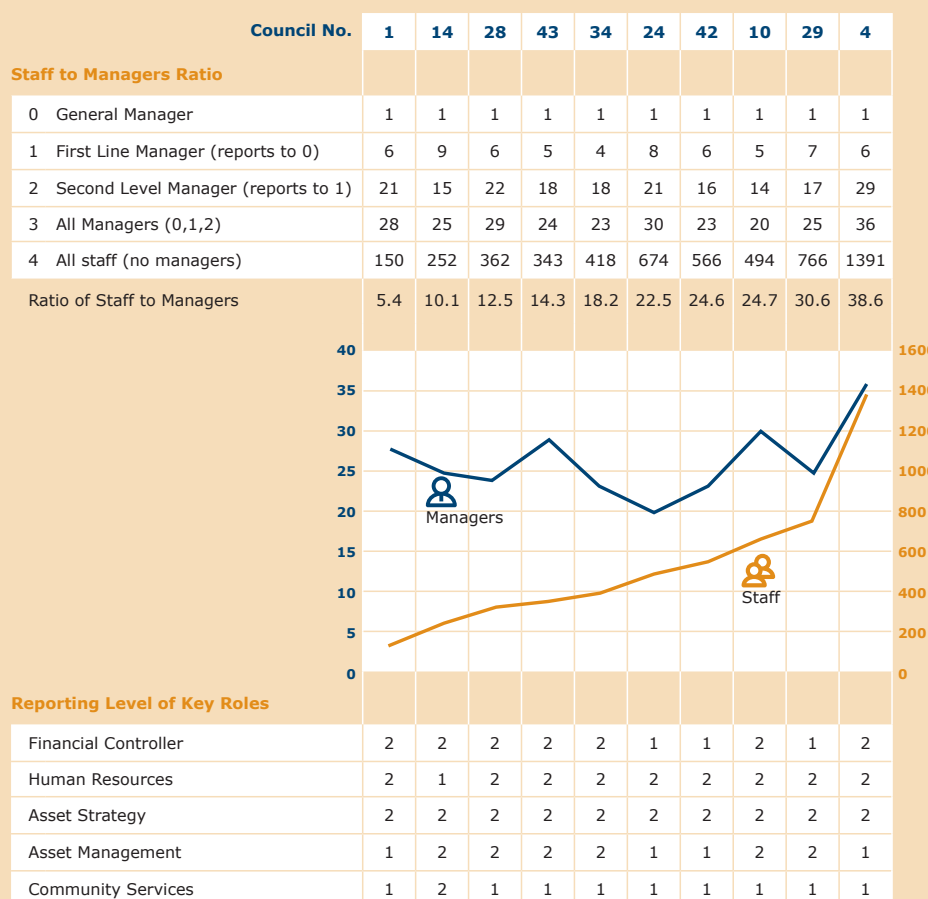 Council No. 1 14 28 43 34 24 42 10 29 4
Staff to Managers Ratio
0 General Manager 1 1 1 1 1 1 1 1 1 1
1 First Line Manager (reports to 0) 6 9 6 5 4 8 6 5 7 6
2 Second Level Manager (reports to 1) 21 15 22 18 18 21 16 14 17 29
3 All Managers (0,1,2) 28 25 29 24 23 30 23 20 25 36
4 All staff (no managers) 150 252 362 343 418 674 566 494 766 1391
Ratio of Staff to Managers 5.4 10.1 12.5 14.3 18.2 22.5 24.6 24.7 30.6 38.6
40 1600
35 1400
30 1200
25 1000
20 800
Managers
15 600
10 400
Staff
5 200
0 0
Reporting Level of Key Roles
Financial Controller 2 2 2 2 2 1 1 2 1 2
Human Resources 2 1 2 2 2 2 2 2 2 2
Asset Strategy 2 2 2 2 2 2 2 2 2 2
Asset Management 1 2 2 2 2 1 1 2 2 1
Community Services 1 2 1 1 1 1 1 1 1 1